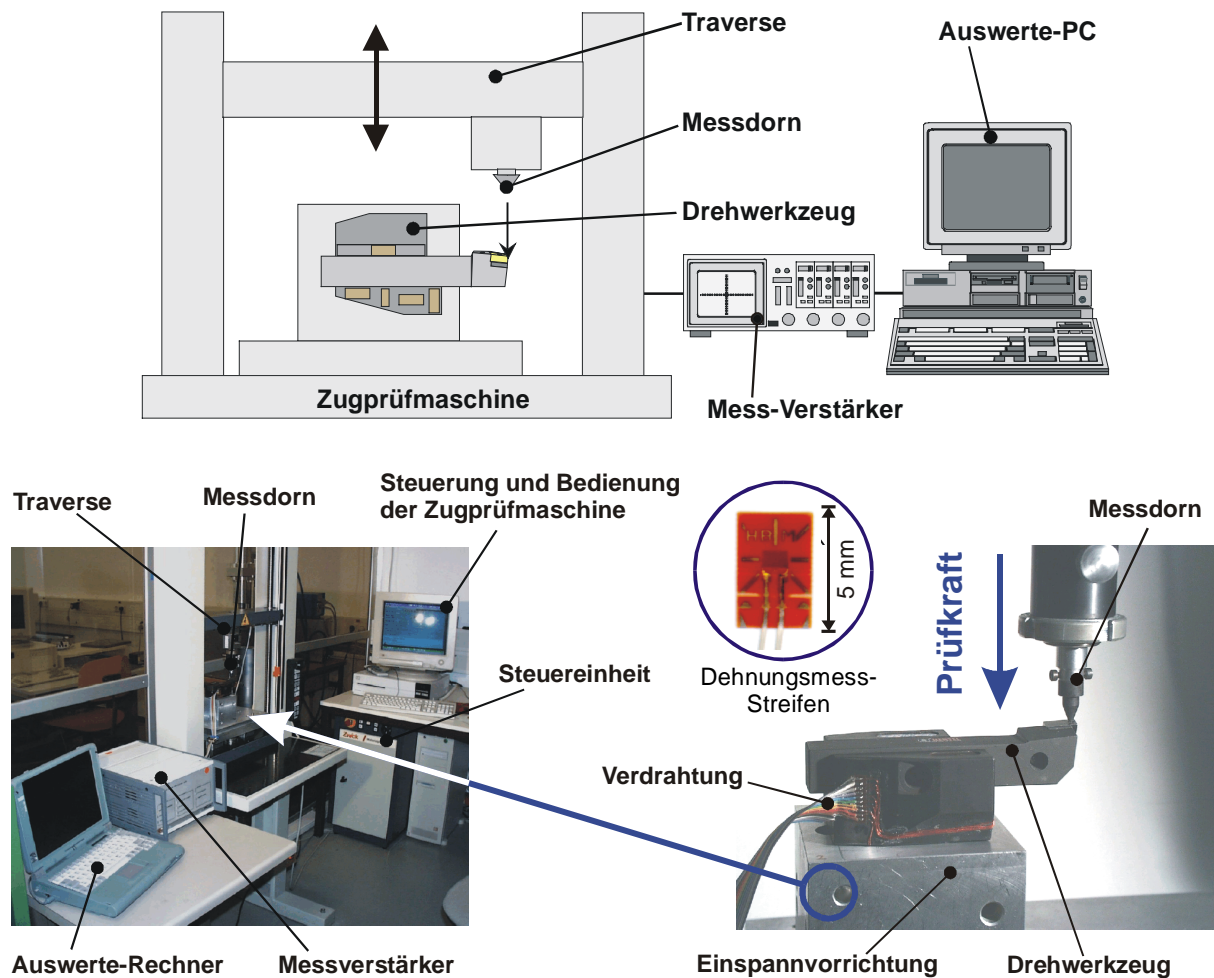 Traverse
Auswerte-PC
Messdorn
Drehwerkzeug
Zugprüfmaschine
Mess-Verstärker
Steuerung und Bedienung
der Zugprüfmaschine
Traverse
Messdorn
Messdorn
5 mm
Prüfkraft
Steuereinheit
Dehnungsmess-
Streifen
Verdrahtung
Zwick
Auswerte-Rechner
Messverstärker
Einspannvorrichtung
Drehwerkzeug